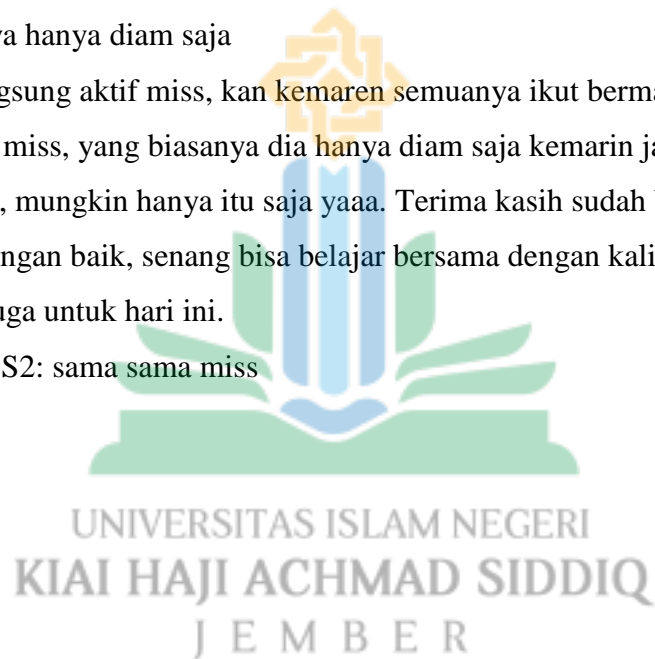 ya hanya diam saja
gsung aktif miss, kan kemaren semuanya ikut berma
miss, yang biasanya dia hanya diam saja kemarin ja
, mungkin hanya itu saja yaaa. Terima kasih sudah
ngan baik, senang bisa belajar bersama dengan kali
uga untuk hari ini.
S2: sama sama miss
UNIVERSITAS ISLAM NEGERI
KIAI HAJI ACHMAD SIDDIQ
J E M B E R